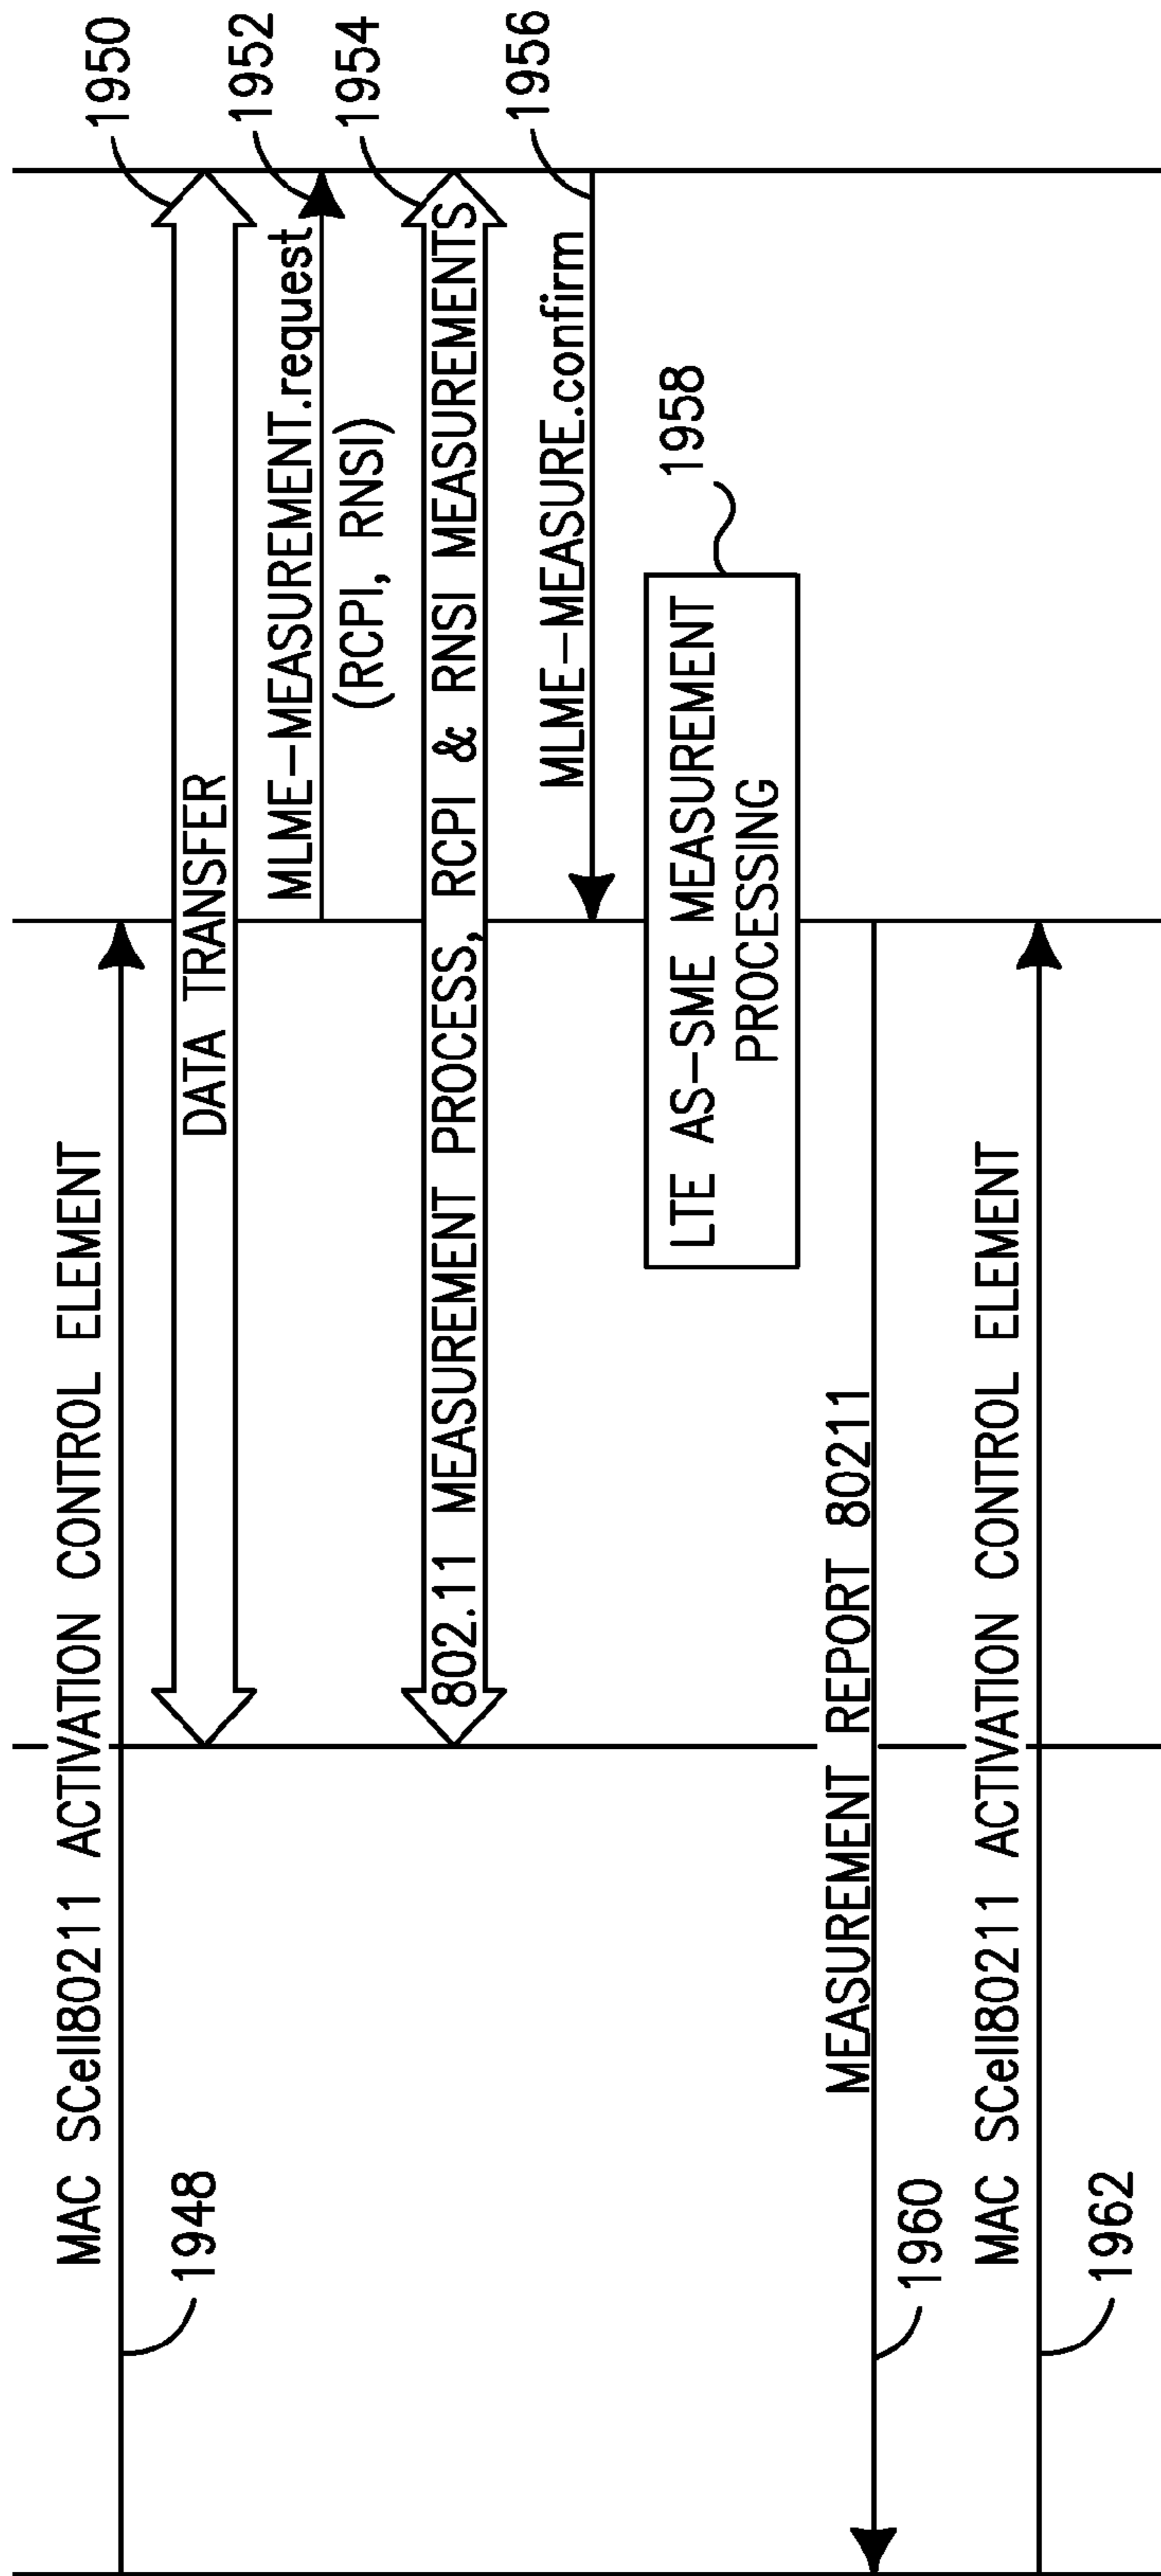 MAC SCell80211 ACTIVATION CONTROL ELEMENT
1948
DATA TRANSFER
1950
MLME-MEASUREMENT.request
(RCPI, RNSI)
1952
802.11 MEASUREMENT PROCESS, RCPI & RNSI MEASUREMENTS
1954
MLME-MEASURE.confirm
1956
LTE AS-SME MEASUREMENT
PROCESSING
1958
MEASUREMENT REPORT 80211
1960
MAC SCell80211 ACTIVATION CONTROL ELEMENT
1962